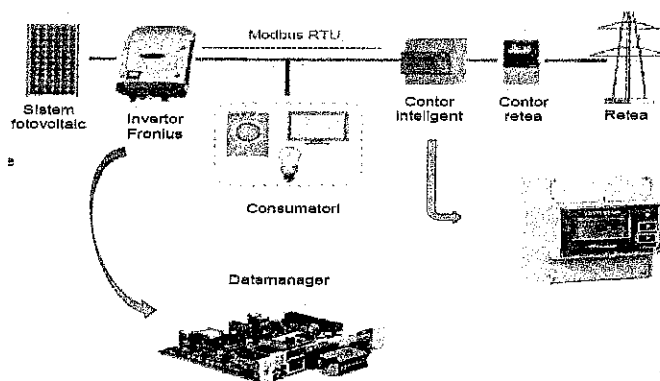 Modbus RTU
Sistem
fotovoltaic
Invertor
Fronius
Contor
inteligent
Contor
retea
Retea
e
Consumatori
Datamanager